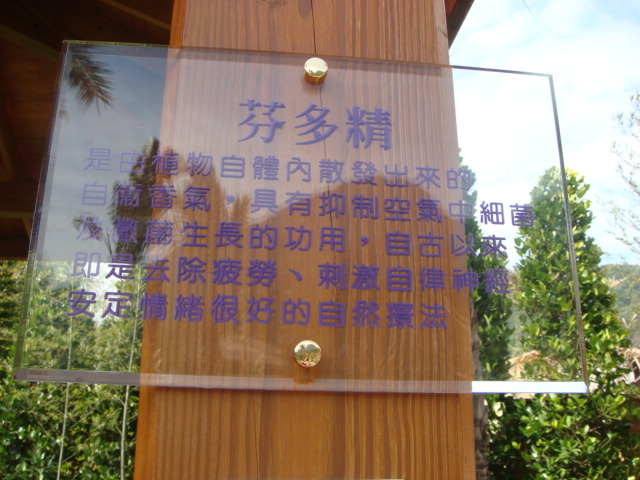 芬多精
是由植物自體內散發出來的
自衛香氣，具有抑制空氣中細菌
及黴菌生長的功用，自古以來
即是去除疲勞、刺激自律神經
安定情緒很好的自然療法